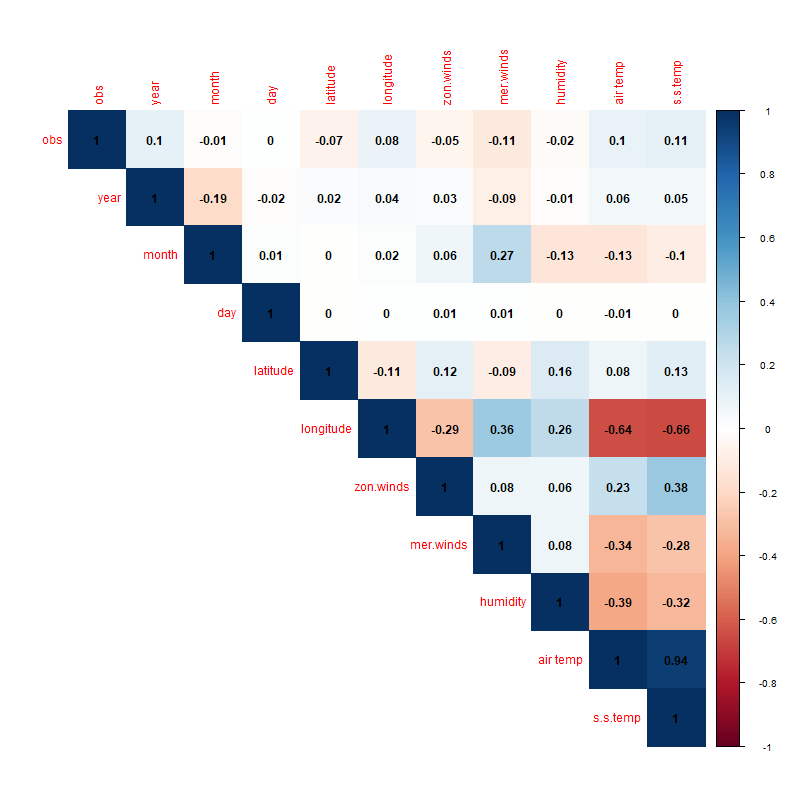 obs year month day latitude longitude zon.winds mer.winds humidity air temp s.s.temp
obs 1 0.1 -0.01 0 -0.07 0.08 -0.05 -0.11 -0.02 0.1 0.11
year 1 -0.19 -0.02 0.02 0.04 0.03 -0.09 -0.01 0.06 0.05
month 1 0.01 0 0.02 0.06 0.27 -0.13 -0.13 -0.1
day 1 0 0 0.01 0.01 0 -0.01 0
latitude 1 -0.11 0.12 -0.09 0.16 0.08 0.13
longitude 1 -0.29 0.36 0.26 -0.64 -0.66
zon.winds 1 0.08 0.06 0.23 0.38
mer.winds 1 0.08 -0.34 -0.28
humidity 1 -0.39 -0.32
air temp 1 0.94
s.s.temp 1
1
0.8
0.6
0.4
0.2
0
-0.2
-0.4
-0.6
-0.8
-1